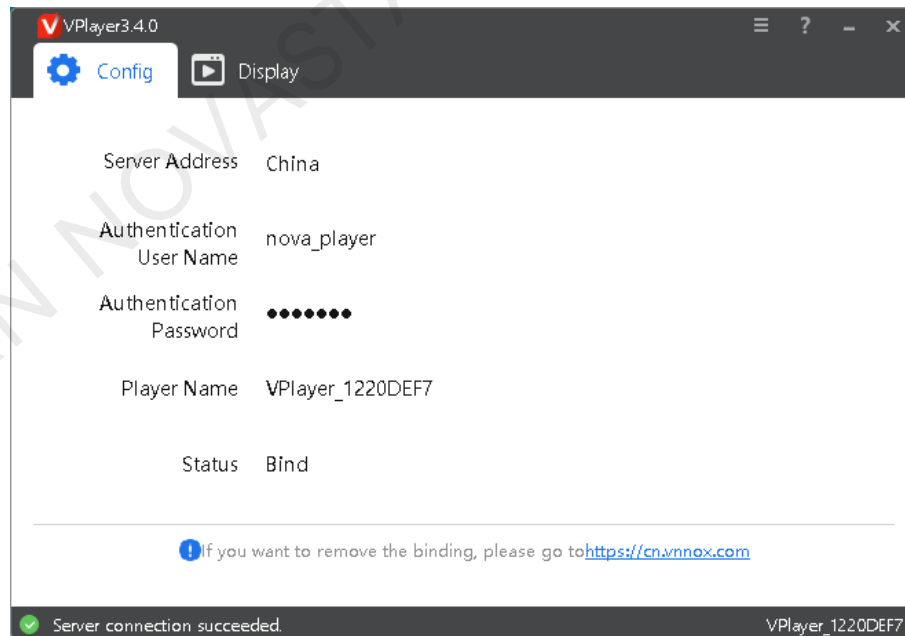 VPlayer3.4.0
Config
Display
Server Address
China
Authentication
User Name
nova_player
Authentication
Password
●●●●●●●
Player Name
VPlayer_1220DEF7
Status
Bind
If you want to remove the binding, please go tohttps://cn.vnnox.com
Server connection succeeded.
VPlayer_1220DEF7